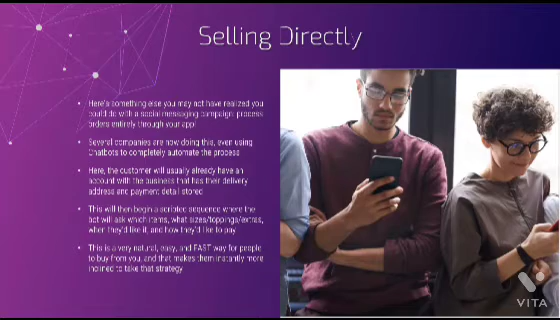 Selling Directly
Here's something else you may not have realized you
could do with a social messaging campaign: process
orders entirely through your app!
Several companies are now doing this, even using
Chatbots to completely automate the process
Here, the customer will usually already have an
account with the business that has their delivery
address and payment detail stored
This will then begin a scripted sequence where the
bot will ask which items, what sizes/toppings/extras,
when they'd like it, and how they'd like to pay
This is a very natural, easy, and FAST way for people
to buy from you, and that makes them instantly more
inclined to take that strategy
VITA